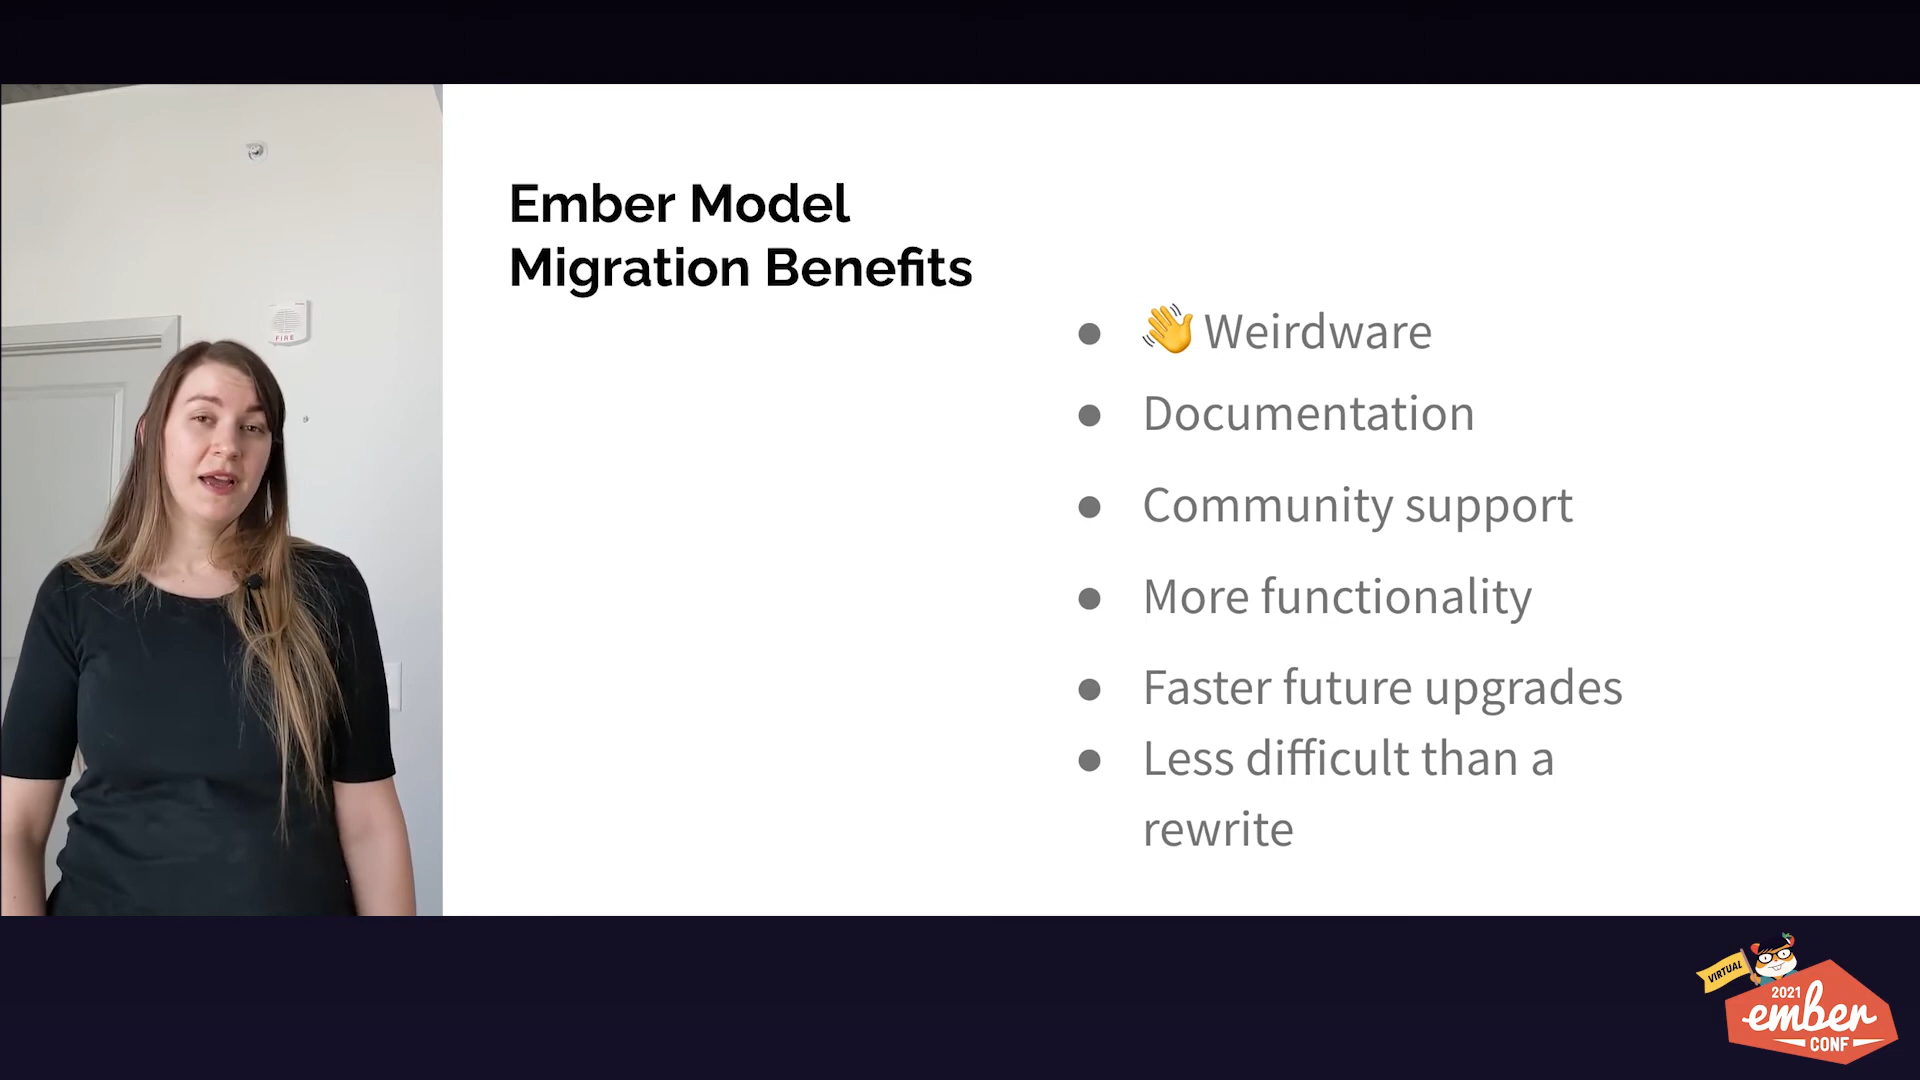 Ember Model
Migration Benefits
● 👋 Weirdware
● Documentation
● Community support
● More functionality
● Faster future upgrades
● Less difficult than a
rewrite
FIRE
VIRTUAL
2021
ember
CONF